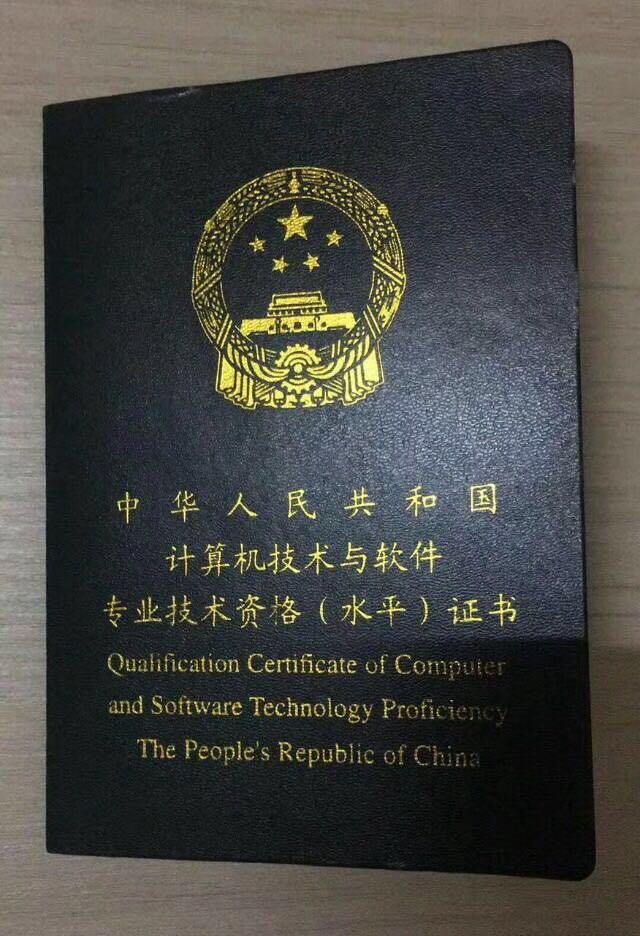 中华人民共和国
计算机技术与软件
专业技术资格（水平）证书
Qualification Certificate of Computer
and Software Technology Proficiency
The People's Republic of China